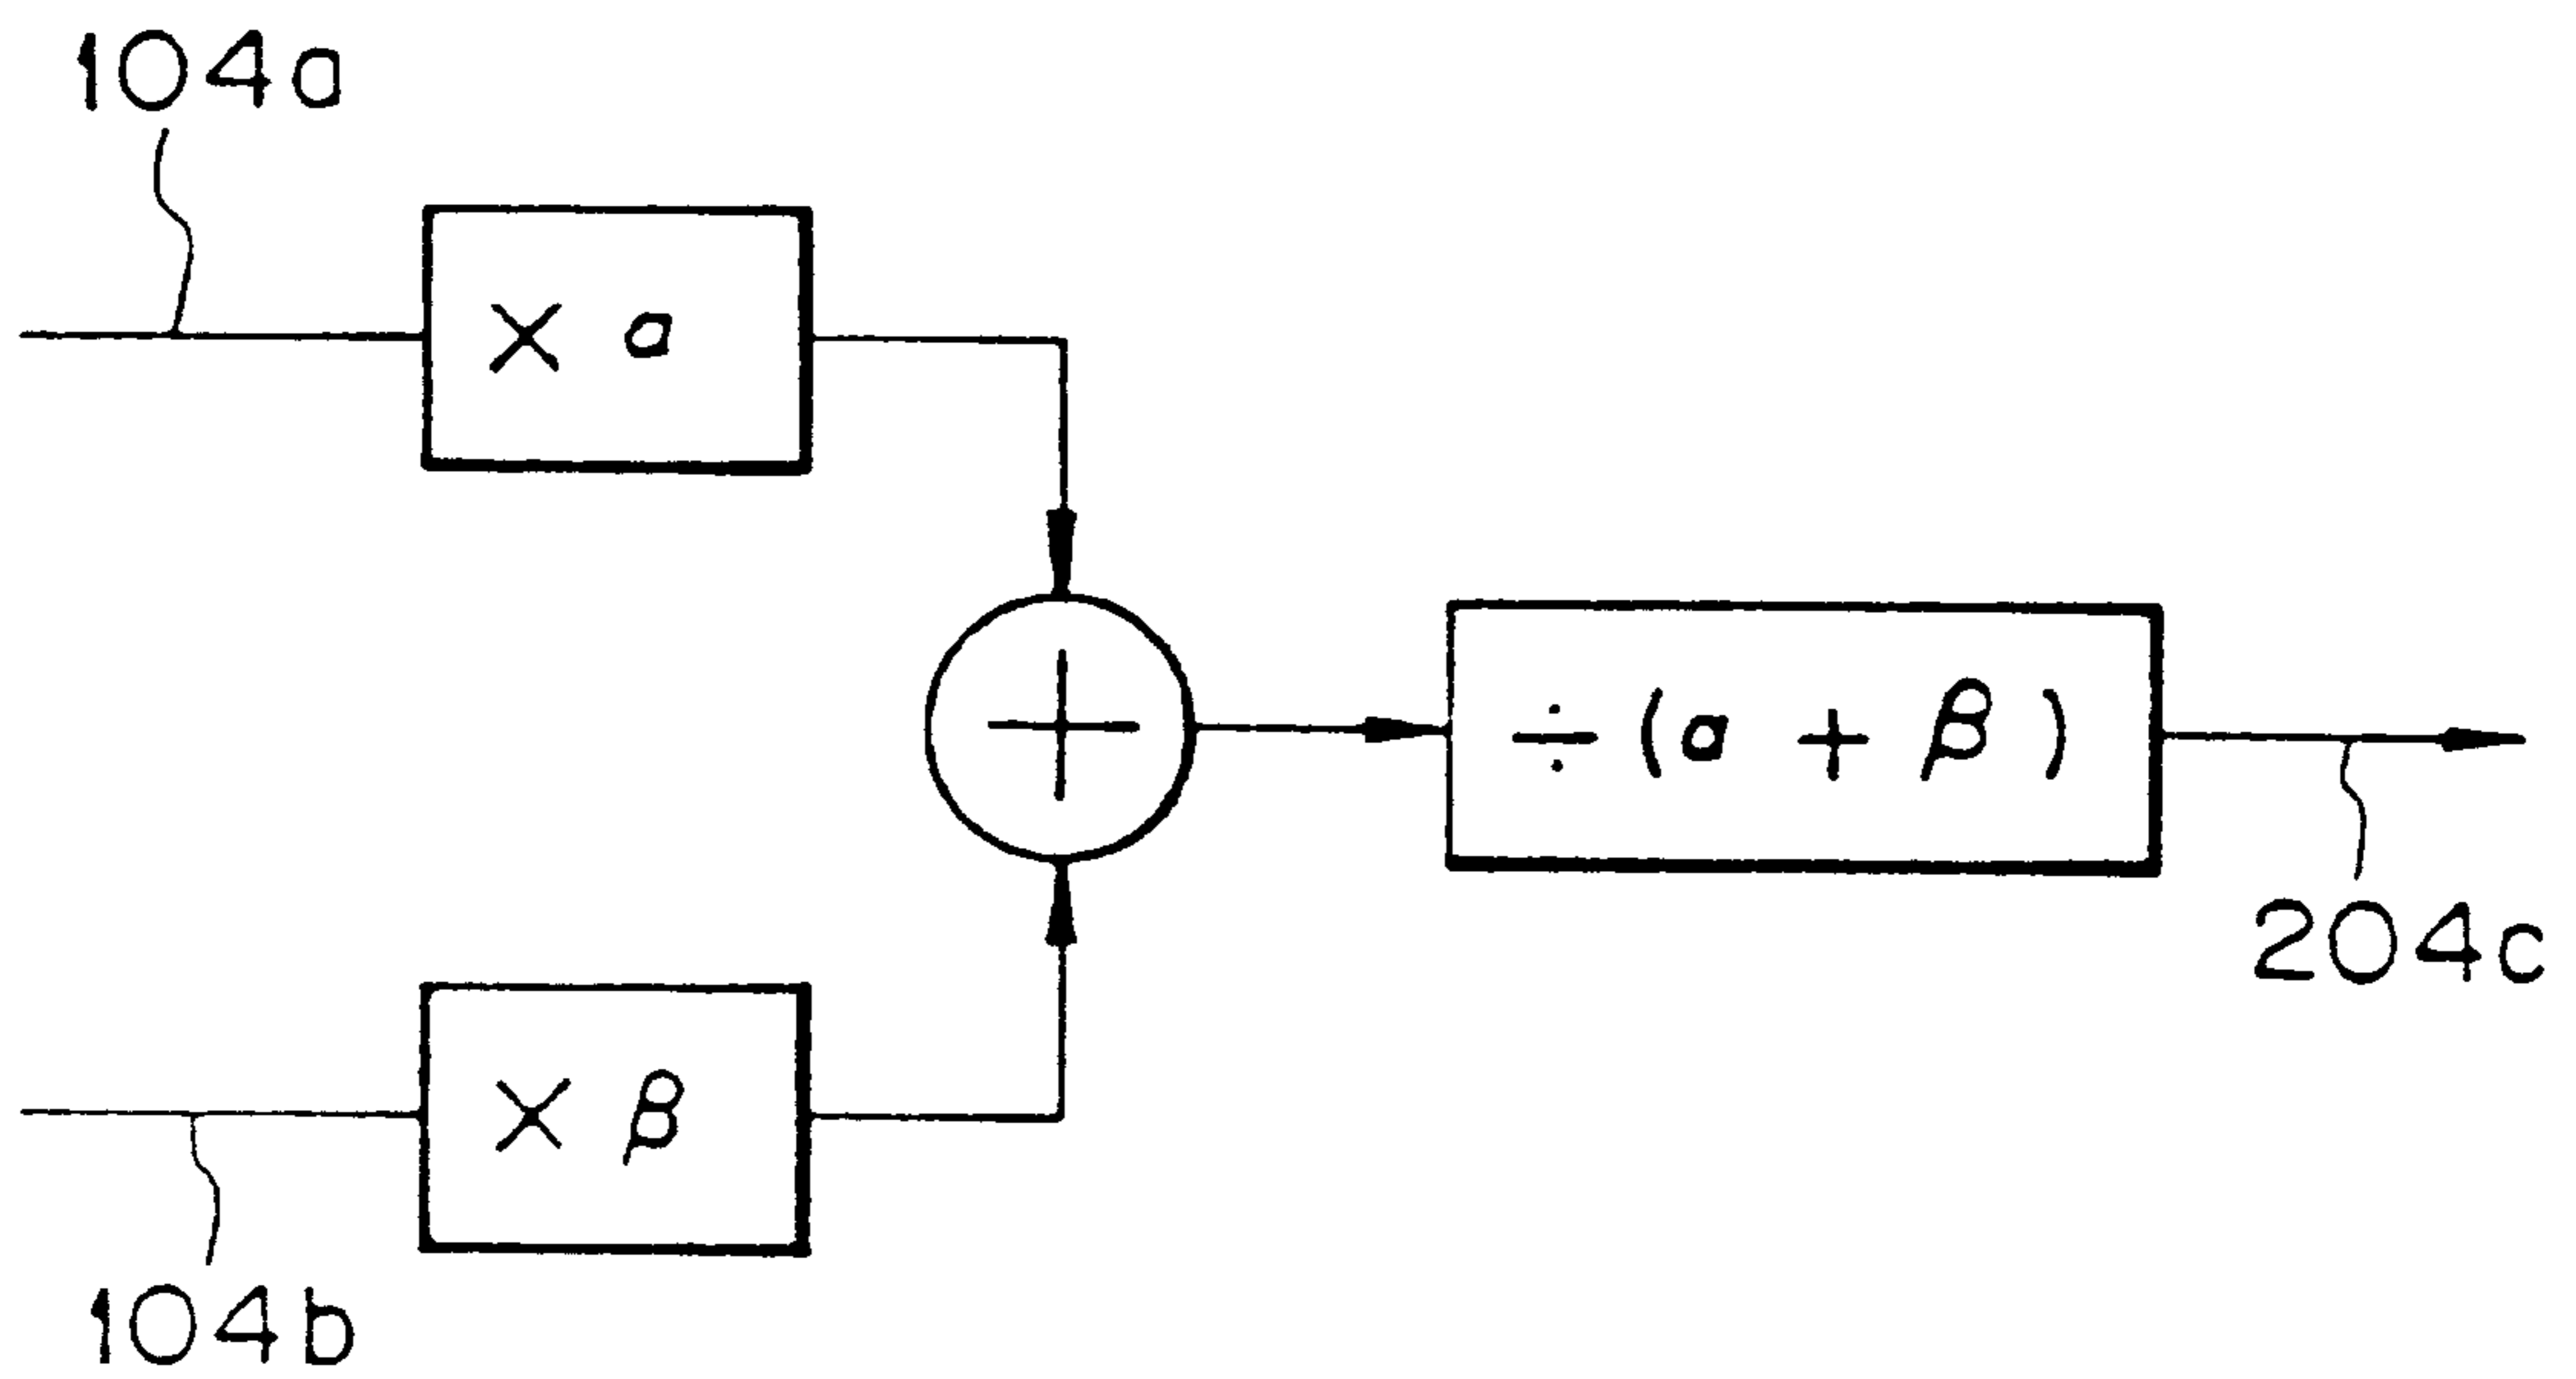 104a
× α
+
÷ (α + β)
204c
× β
104b